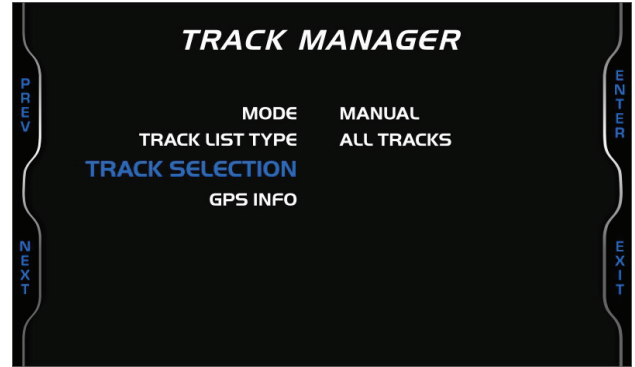 TRACK MANAGER
PREV
ENTER
MODE MANUAL
TRACK LIST TYPE ALL TRACKS
TRACK SELECTION
GPS INFO
NEXT
EXIT